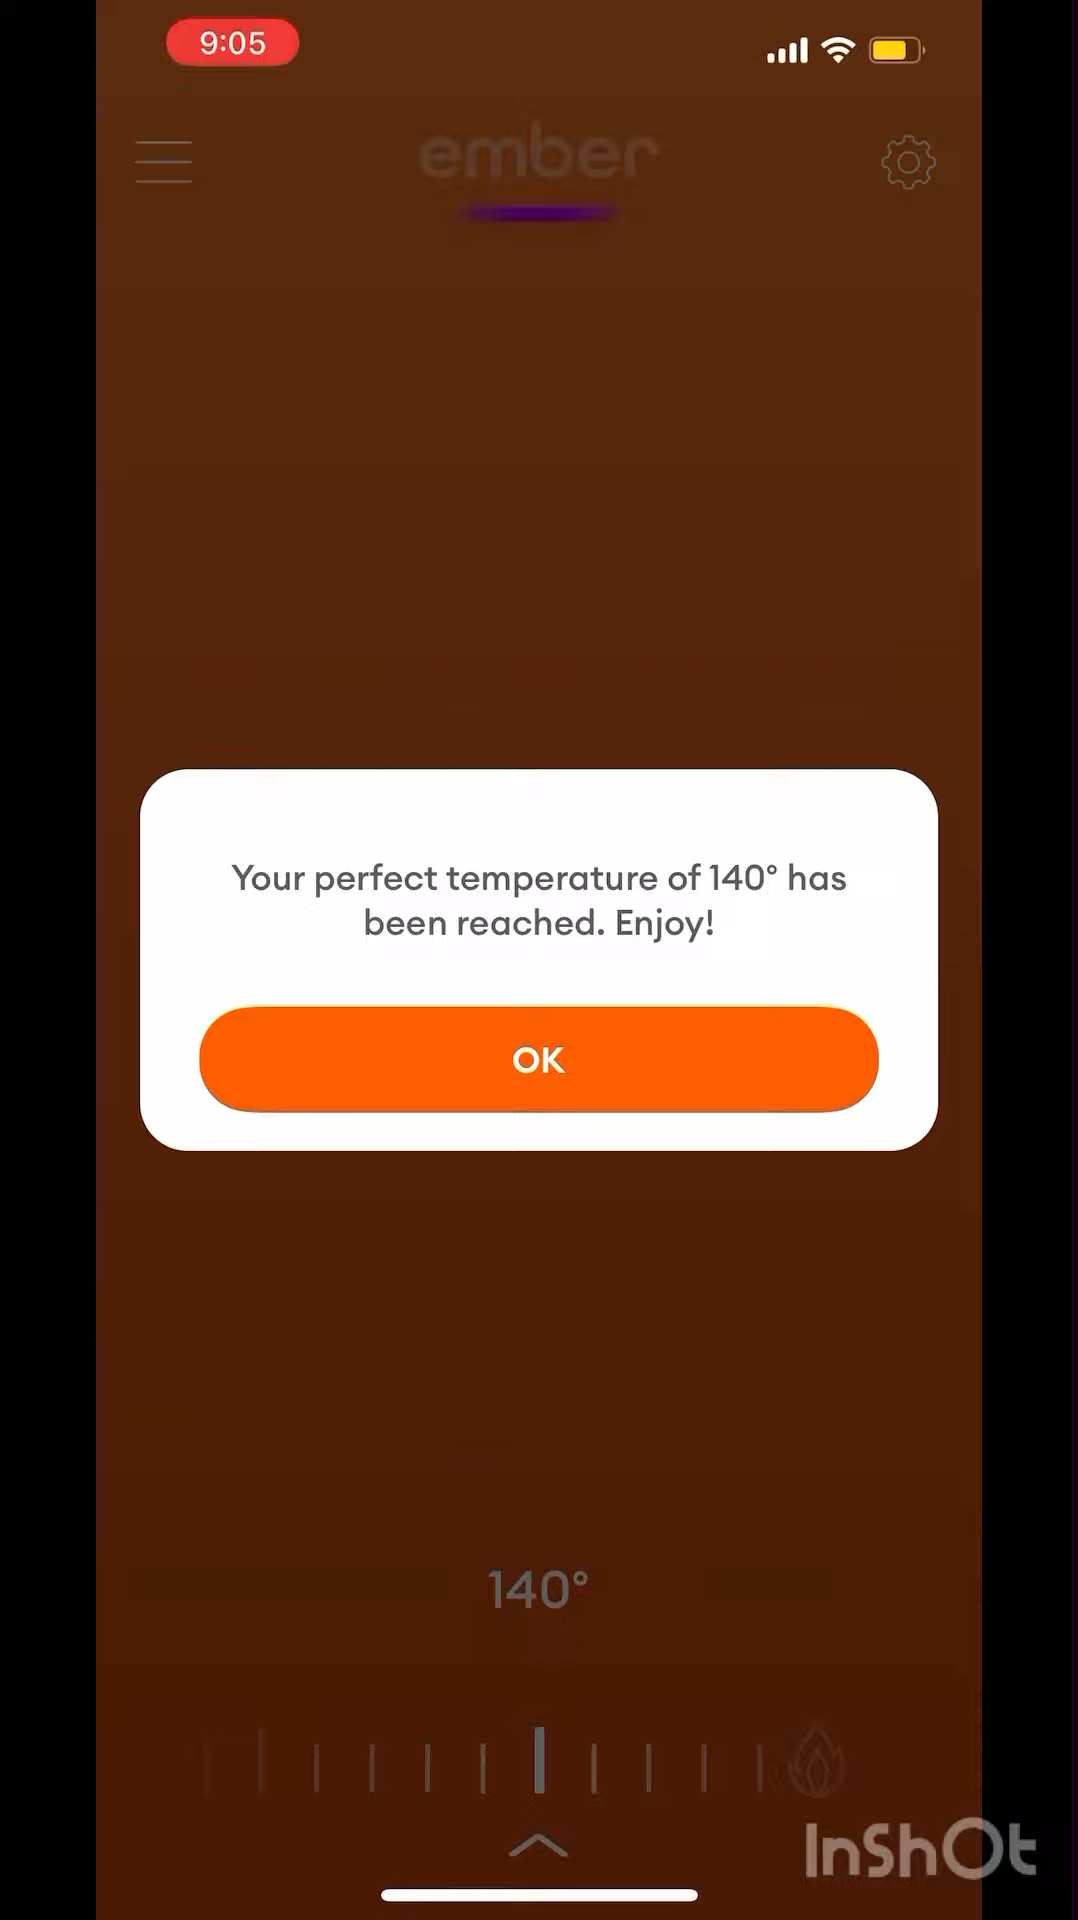 9:05
ember
Your perfect temperature of 140° has
been reached. Enjoy!
OK
140°
InShOt